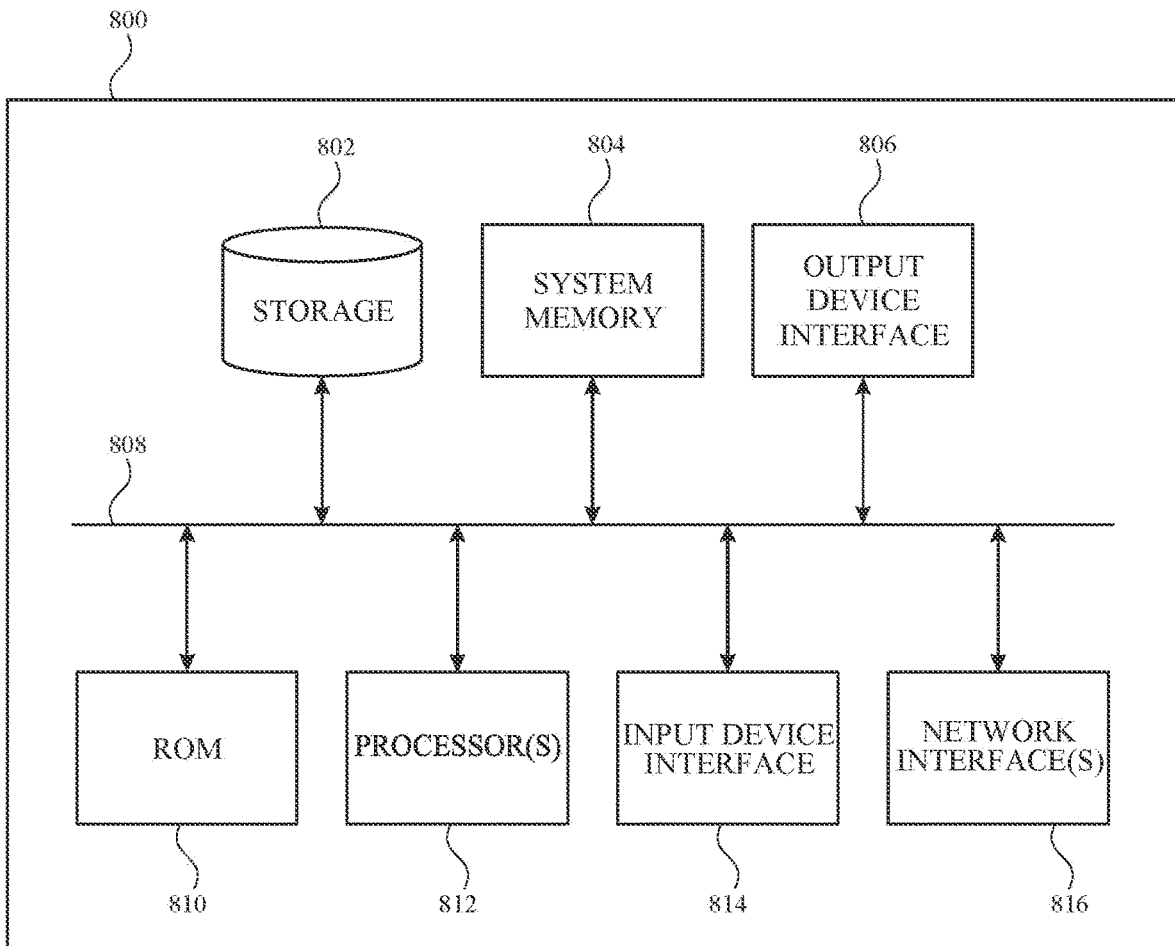 800
802
804
806
STORAGE
SYSTEM
MEMORY
OUTPUT
DEVICE
INTERFACE
808
ROM
PROCESSOR(S)
INPUT DEVICE
INTERFACE
NETWORK
INTERFACE(S)
810
812
814
816